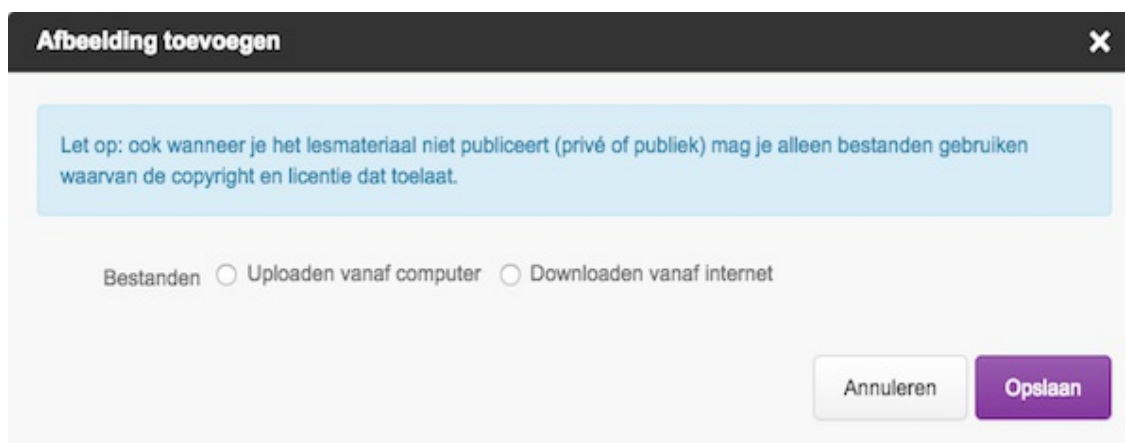 Afbeelding toevoegen
Let op: ook wanneer je het lesmateriaal niet publiceert (privé of publiek) mag je alleen bestanden gebruiken
waarvan de copyright en licentie dat toelaat.
Bestanden Uploaden vanaf computer Downloaden vanaf internet
Annuleren Opslaan